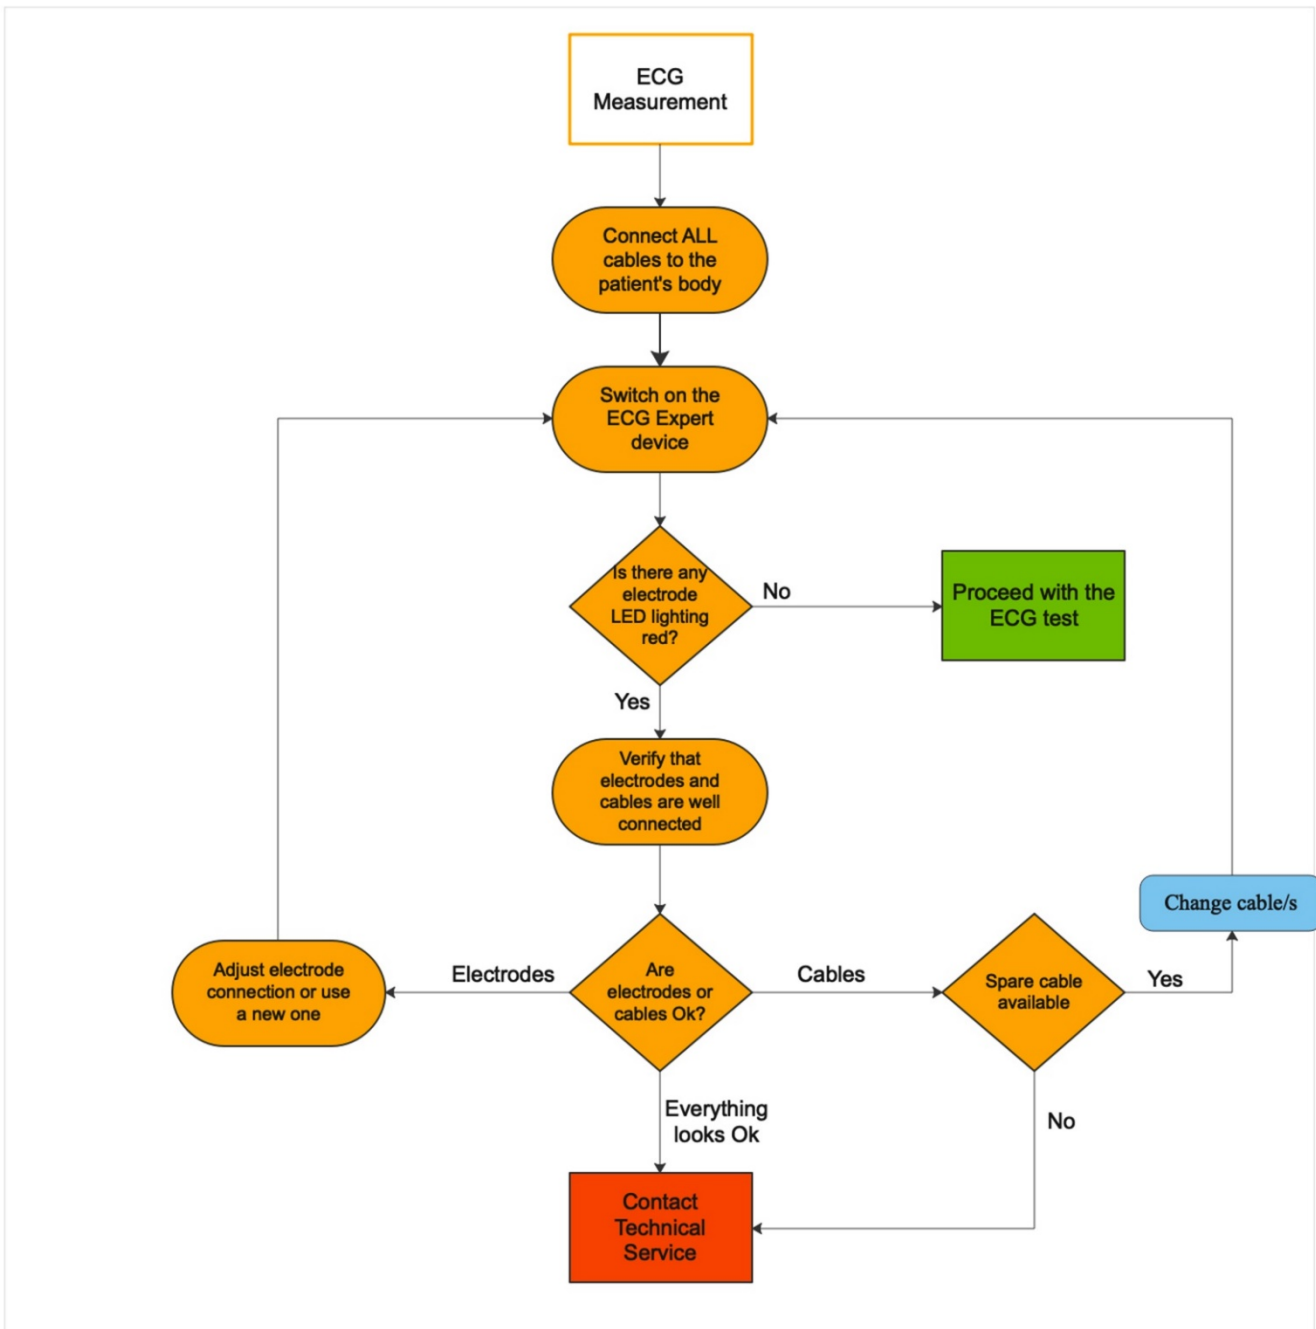 ECG
Measurement
Connect ALL
cables to the
patient's body
Switch on the
ECG Expert
device
Is there any
electrode
LED lighting
red?
No
Proceed with the
ECG test
Yes
Verify that
electrodes and
cables are well
connected
Change cable/s
Adjust electrode
connection or use
a new one
Electrodes
Are
electrodes or
cables Ok?
Cables
Spare cable
available
Yes
Everything
looks Ok
No
Contact
Technical
Service